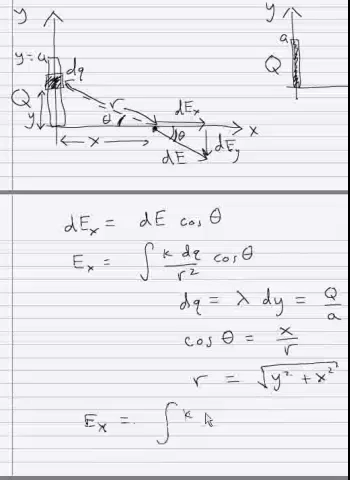 y
y
y = a
dq
a
Q
r
dEx
Q
y
θ
x
x
θ
dE
dEy
dEx = dE cos θ
Ex = ∫ k dq / r² cos θ
dq = λ dy = Q / a
cos θ = x / r
r = √(y² + x²)
Ex = ∫ k